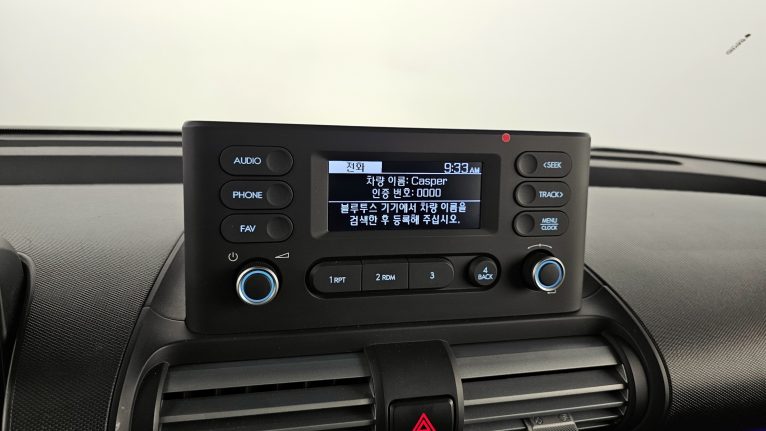 전화 9:33 AM
차량 이름: Casper
인증 번호: 0000
블루투스 기기에서 차량 이름을
검색한 후 등록해 주십시오.
AUDIO
PHONE
FAV
<SEEK
TRACK>
MENU
CLOCK
1 RPT
2 RDM
3
4
BACK